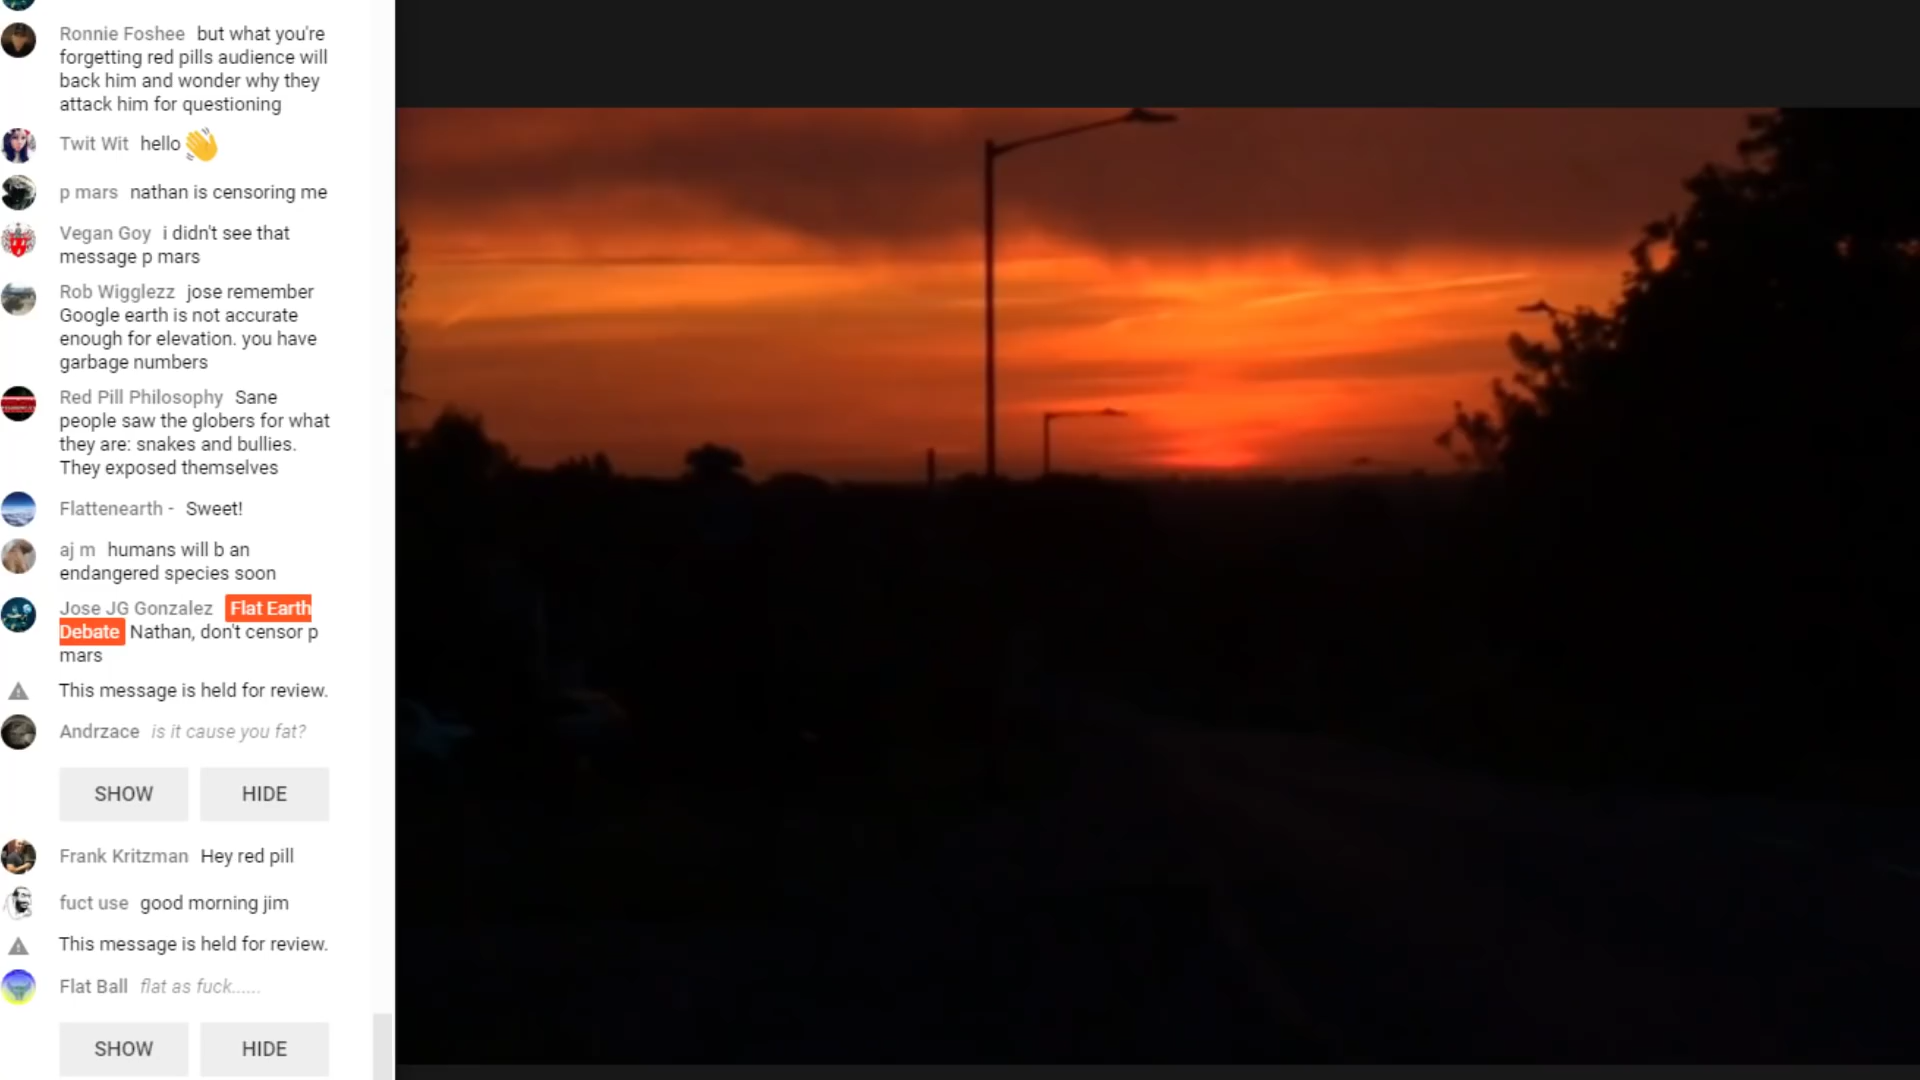 Ronnie Foshee but what you're
forgetting red pills audience will
back him and wonder why they
attack him for questioning
Twit Wit hello 👋
p mars nathan is censoring me
Vegan Goy i didn't see that
message p mars
Rob Wigglezz jose remember
Google earth is not accurate
enough for elevation. you have
garbage numbers
Red Pill Philosophy Sane
people saw the globers for what
they are: snakes and bullies.
They exposed themselves
Flattenearth - Sweet!
aj m humans will b an
endangered species soon
Jose JG Gonzalez Flat Earth
Debate Nathan, don't censor p
mars
This message is held for review.
Andrzace is it cause you fat?
SHOW HIDE
Frank Kritzman Hey red pill
fuct use good morning jim
This message is held for review.
Flat Ball flat as fuck......
SHOW HIDE